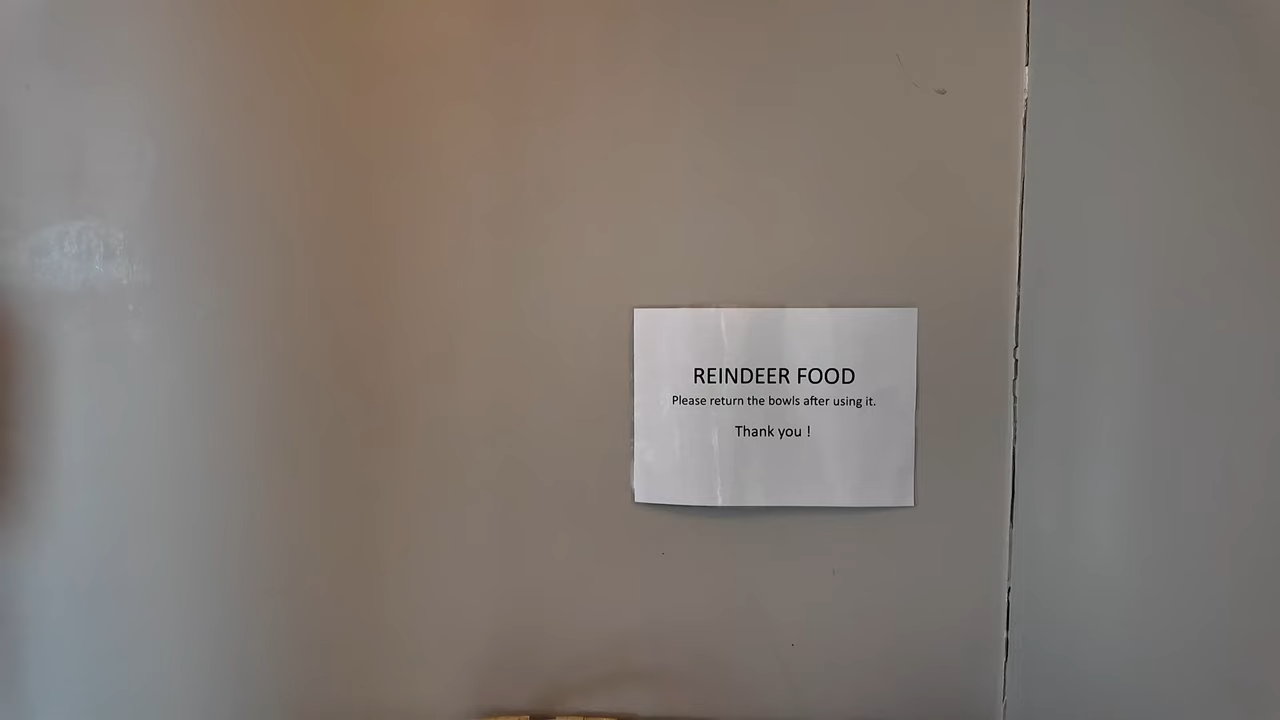 REINDEER FOOD
Please return the bowls after using it.
Thank you !